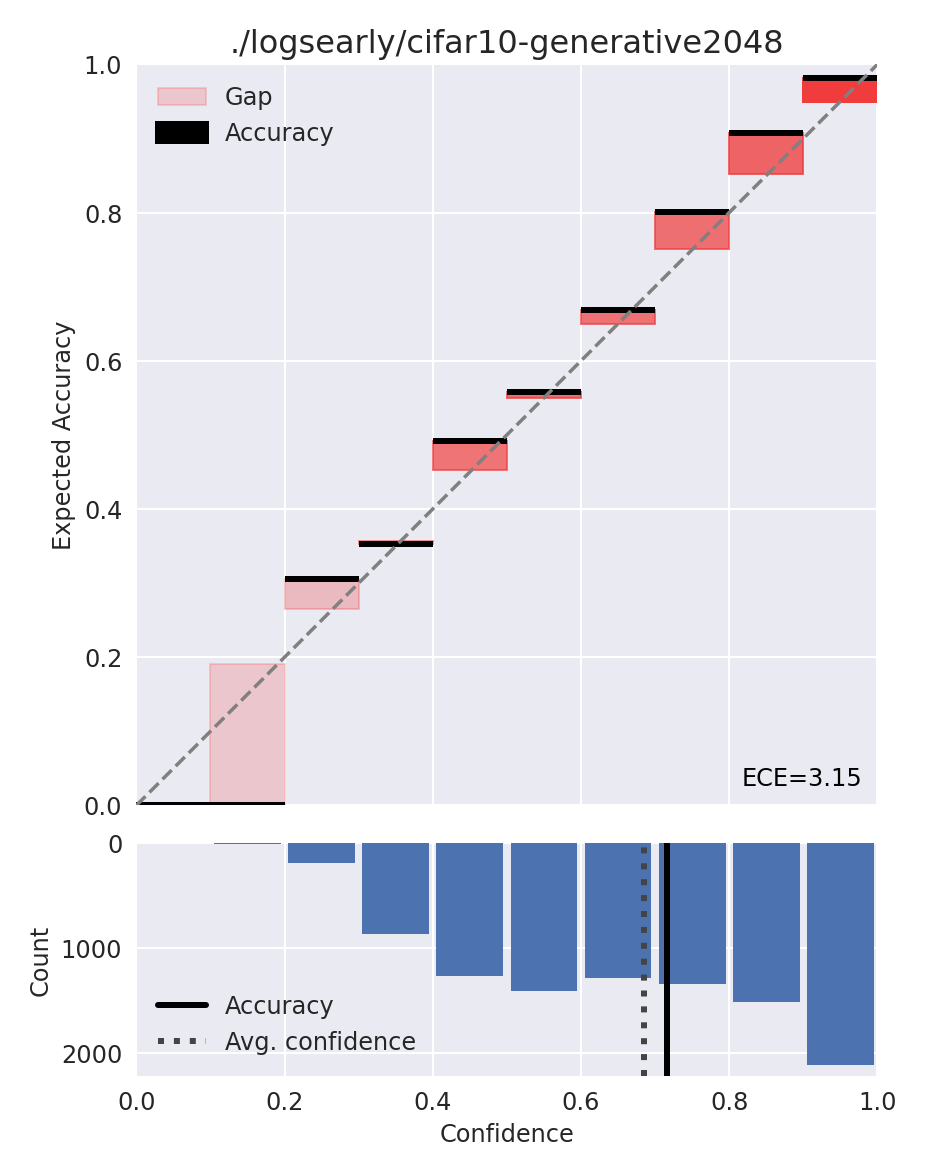 ./logsearly/cifar10-generative2048
1.0
Gap
Accuracy
0.8
0.6
Expected Accuracy
0.4
0.2
ECE=3.15
0.0
0
1000
Count
Accuracy
Avg. confidence
2000
0.0 0.2 0.4 0.6 0.8 1.0
Confidence